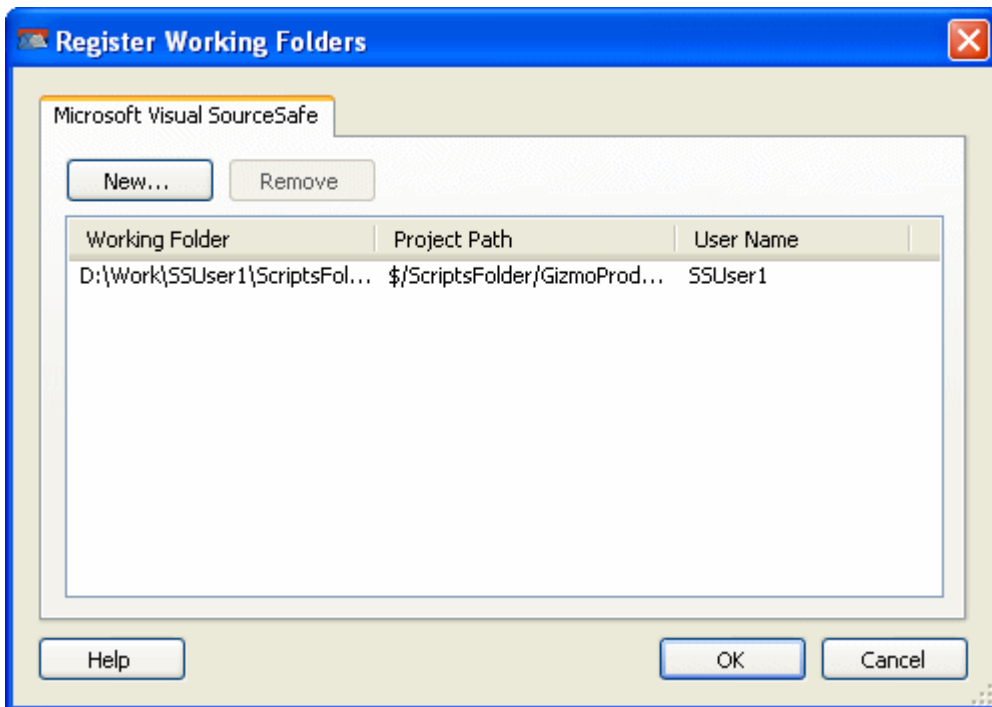 Register Working Folders
Microsoft Visual SourceSafe
New... Remove
Working Folder Project Path User Name
D:\Work\SSUser1\ScriptsFol... $/ScriptsFolder/GizmoProd... SSUser1
Help OK Cancel